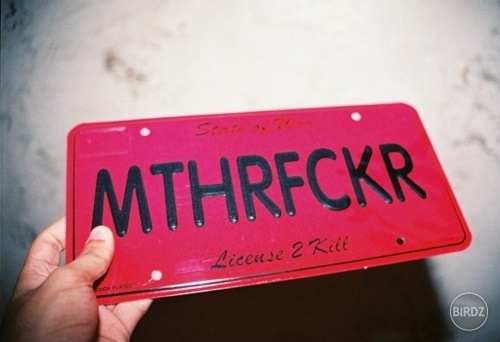 State of War
MTHRFCKR
License 2 Kill
BIRDZ